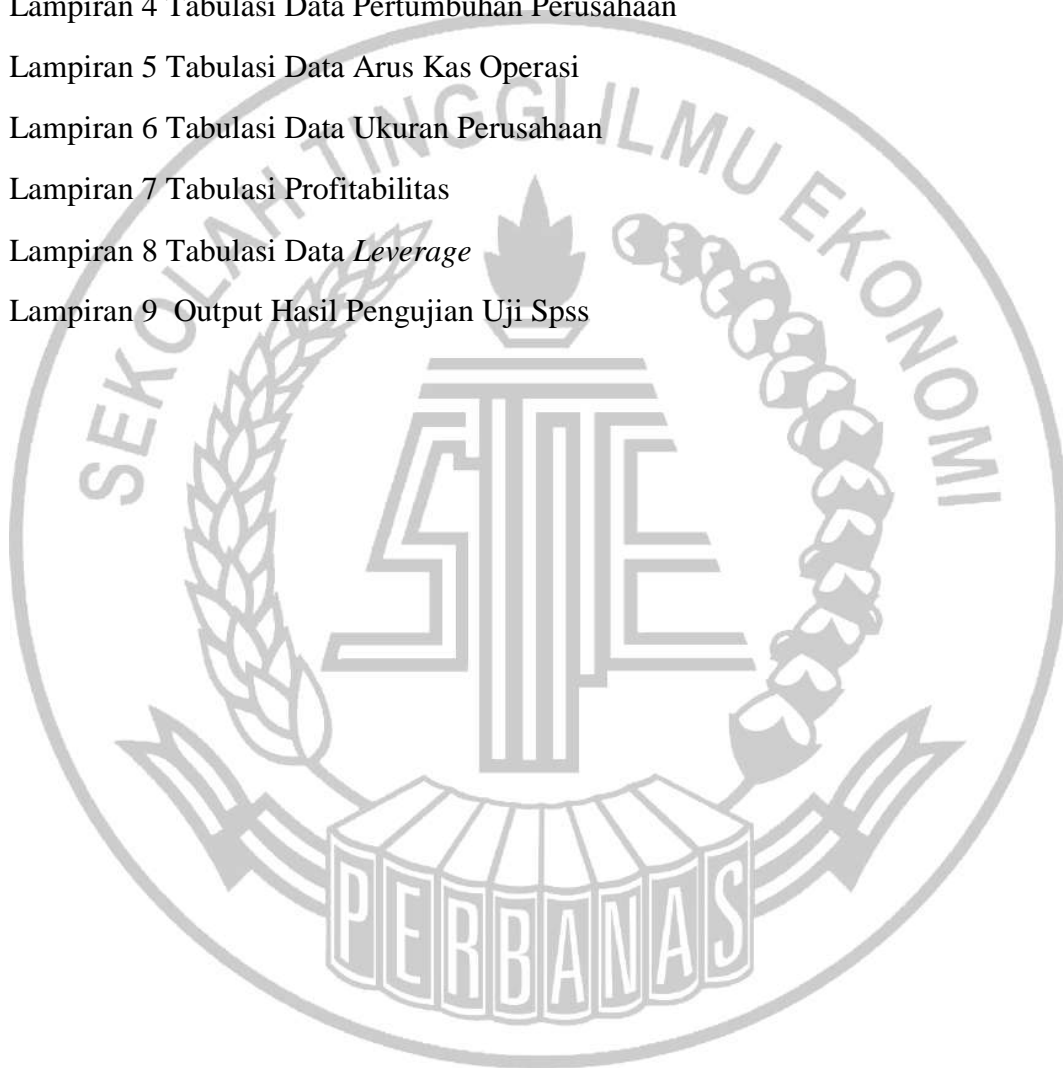 Lampiran 4 Tabulasi Data Pertumbuhan Perusahaan
Lampiran 5 Tabulasi Data Arus Kas Operasi
Lampiran 6 Tabulasi Data Ukuran Perusahaan
Lampiran 7 Tabulasi Profitabilitas
Lampiran 8 Tabulasi Data Leverage
Lampiran 9 Output Hasil Pengujian Uji Spss
SEKOLAH TINGGI ILMU EKONOMI
STIE
PERBANAS